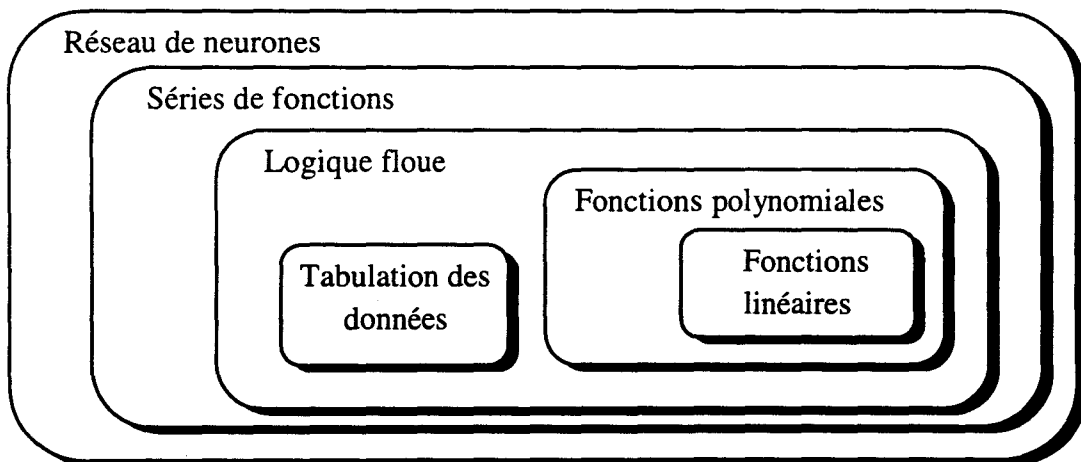 Réseau de neurones
Séries de fonctions
Logique floue
Fonctions polynomiales
Tabulation des
données
Fonctions
linéaires